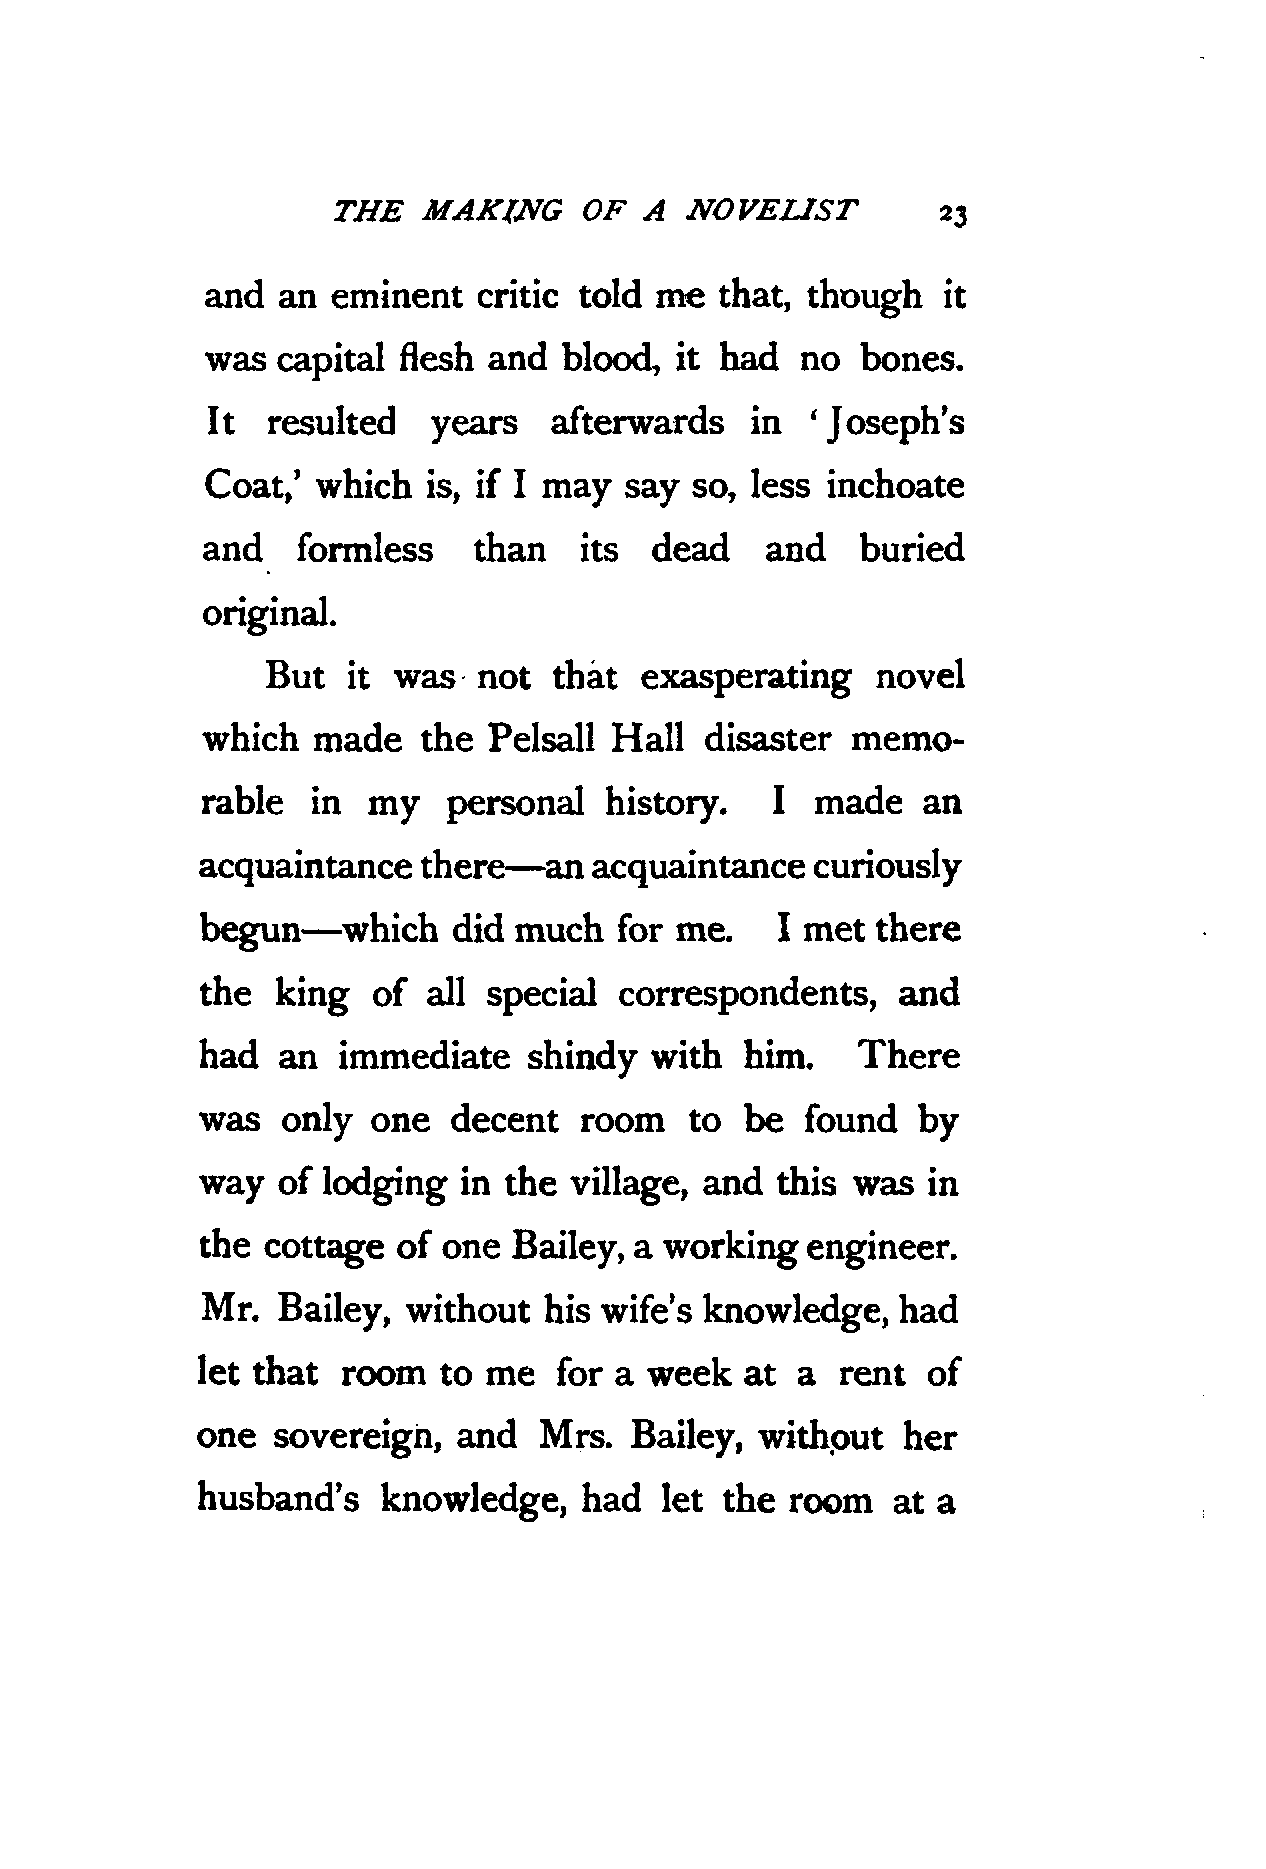 THE MAKING OF A NOVELIST 23
and an eminent critic told me that, though it
was capital flesh and blood, it had no bones.
It resulted years afterwards in ‘Joseph's
Coat,’ which is, if I may say so, less inchoate
and formless than its dead and buried
original.
But it was not that exasperating novel
which made the Pelsall Hall disaster memo-
rable in my personal history. I made an
acquaintance there—an acquaintance curiously
begun—which did much for me. I met there
the king of all special correspondents, and
had an immediate shindy with him. There
was only one decent room to be found by
way of lodging in the village, and this was in
the cottage of one Bailey, a working engineer.
Mr. Bailey, without his wife's knowledge, had
let that room to me for a week at a rent of
one sovereign, and Mrs. Bailey, without her
husband's knowledge, had let the room at a